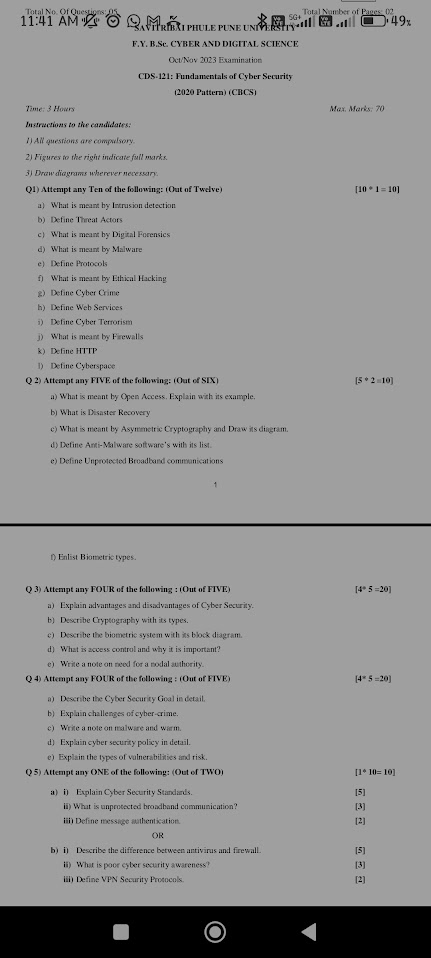 Total No. Of Questions: 05
Total Number of Pages: 02
11:41 AM
5G+
49%
SAVITRIBAI PHULE PUNE UNIVERSITY
F.Y. B.Sc. CYBER AND DIGITAL SCIENCE
Oct/Nov 2023 Examination
CDS-121: Fundamentals of Cyber Security
(2020 Pattern) (CBCS)
Time: 3 Hours Max. Marks: 70
Instructions to the candidates:
1) All questions are compulsory.
2) Figures to the right indicate full marks.
3) Draw diagrams wherever necessary.
Q1) Attempt any Ten of the following: (Out of Twelve) [10 * 1 = 10]
a) What is meant by Intrusion detection
b) Define Threat Actors
c) What is meant by Digital Forensics
d) What is meant by Malware
e) Define Protocols
f) What is meant by Ethical Hacking
g) Define Cyber Crime
h) Define Web Services
i) Define Cyber Terrorism
j) What is meant by Firewalls
k) Define HTTP
l) Define Cyberspace
Q 2) Attempt any FIVE of the following: (Out of SIX) [5 * 2 =10]
a) What is meant by Open Access. Explain with its example.
b) What is Disaster Recovery
c) What is meant by Asymmetric Cryptography and Draw its diagram.
d) Define Anti-Malware software's with its list.
e) Define Unprotected Broadband communications
1
f) Enlist Biometric types.
Q 3) Attempt any FOUR of the following : (Out of FIVE) [4* 5 =20]
a) Explain advantages and disadvantages of Cyber Security.
b) Describe Cryptography with its types.
c) Describe the biometric system with its block diagram.
d) What is access control and why it is important?
e) Write a note on need for a nodal authority.
Q 4) Attempt any FOUR of the following : (Out of FIVE) [4* 5 =20]
a) Describe the Cyber Security Goal in detail.
b) Explain challenges of cyber-crime.
c) Write a note on malware and warm.
d) Explain cyber security policy in detail.
e) Explain the types of vulnerabilities and risk.
Q 5) Attempt any ONE of the following: (Out of TWO) [1* 10= 10]
a) i) Explain Cyber Security Standards. [5]
ii) What is unprotected broadband communication? [3]
iii) Define message authentication. [2]
OR
b) i) Describe the difference between antivirus and firewall. [5]
ii) What is poor cyber security awareness? [3]
iii) Define VPN Security Protocols. [2]